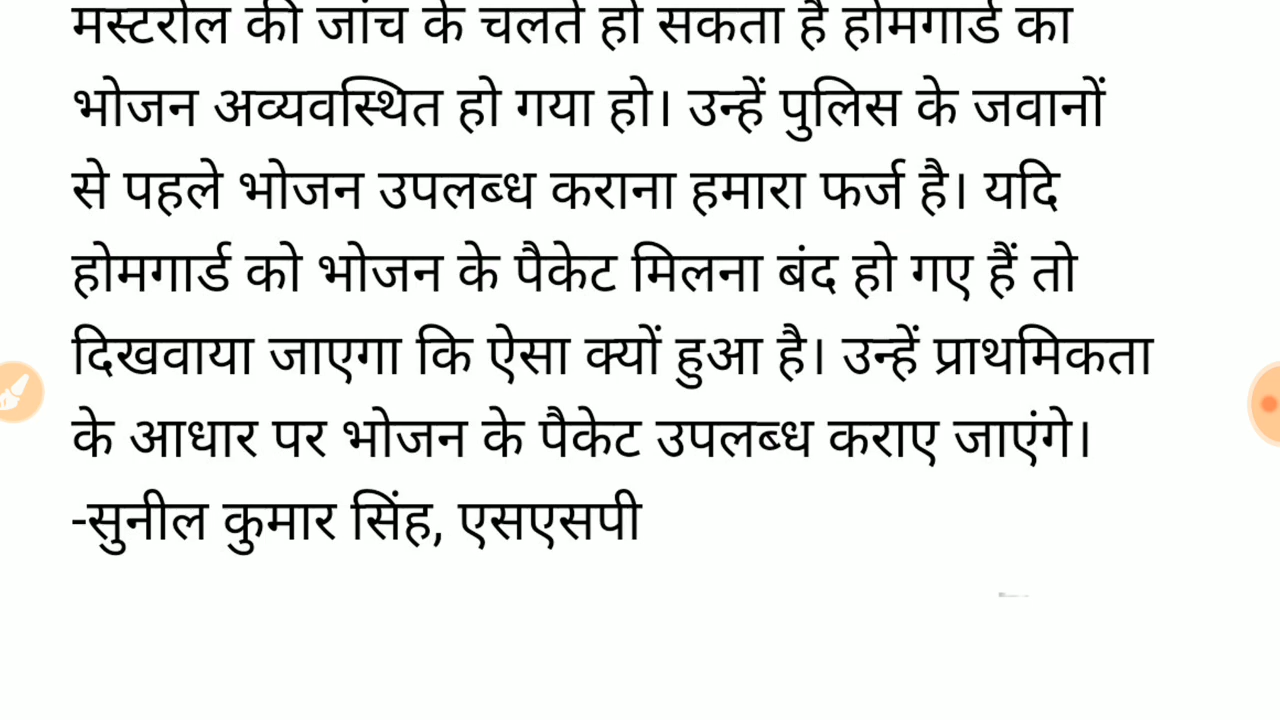 मस्टरोल की जांच के चलते हो सकता है होमगार्ड का
भोजन अव्यवस्थित हो गया हो। उन्हें पुलिस के जवानों
से पहले भोजन उपलब्ध कराना हमारा फर्ज है। यदि
होमगार्ड को भोजन के पैकेट मिलना बंद हो गए हैं तो
दिखवाया जाएगा कि ऐसा क्यों हुआ है। उन्हें प्राथमिकता
के आधार पर भोजन के पैकेट उपलब्ध कराए जाएंगे।
-सुनील कुमार सिंह, एसएसपी